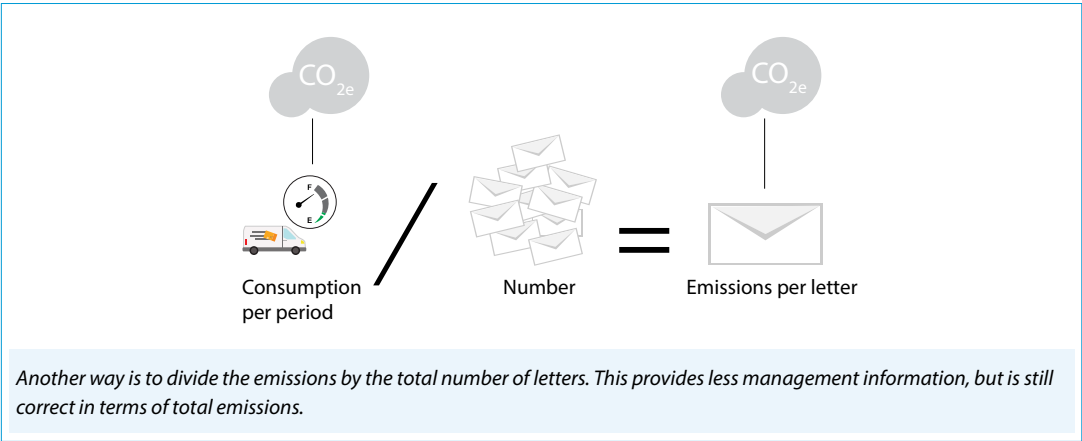 CO2e
CO2e
F
E
Consumption
per period
Number
Emissions per letter
Another way is to divide the emissions by the total number of letters. This provides less management information, but is still
correct in terms of total emissions.